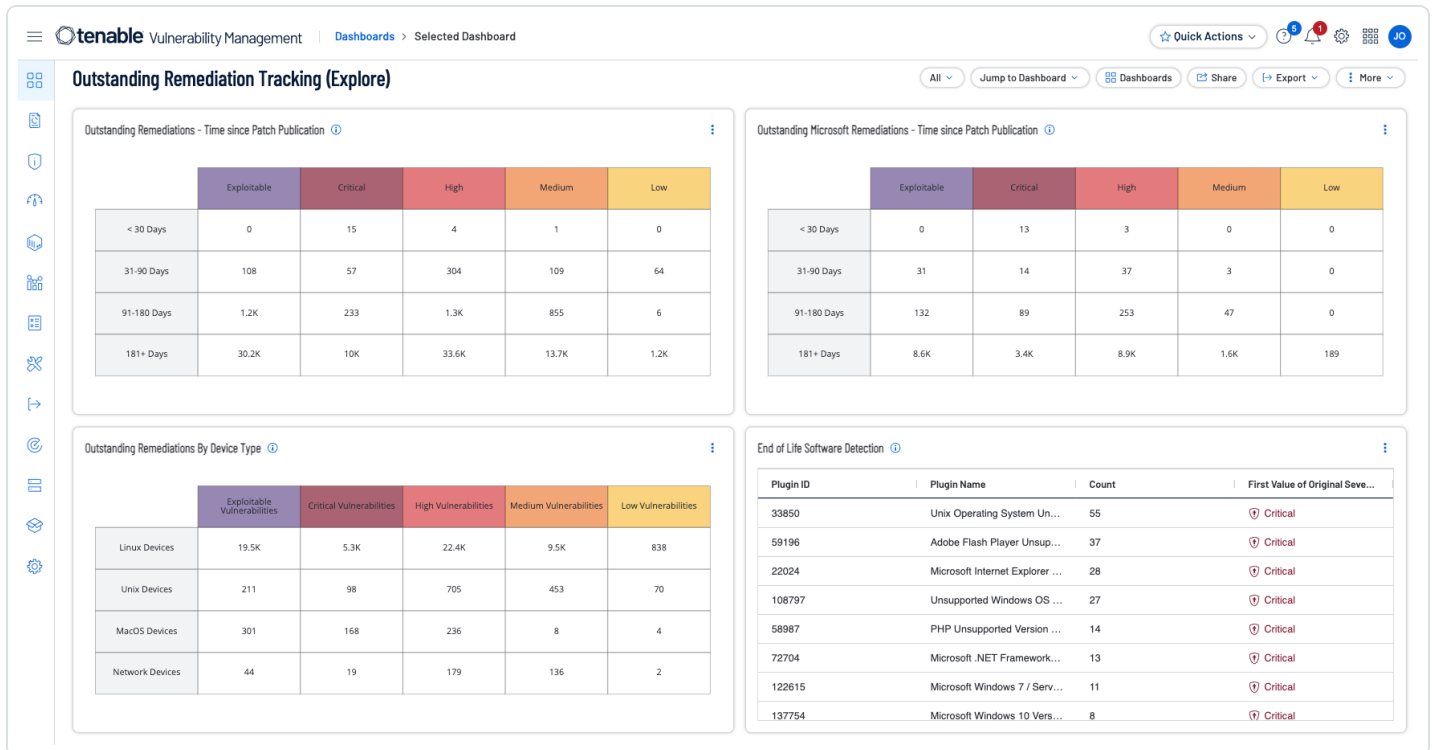 tenable Vulnerability Management Dashboards > Selected Dashboard Quick Actions 5 1 JO
Outstanding Remediation Tracking (Explore) All Jump to Dashboard Dashboards Share Export More
Outstanding Remediations - Time since Patch Publication
Exploitable Critical High Medium Low
< 30 Days 0 15 4 1 0
31-90 Days 108 57 304 109 64
91-180 Days 1.2K 233 1.3K 855 6
181+ Days 30.2K 10K 33.6K 13.7K 1.2K
Outstanding Microsoft Remediations - Time since Patch Publication
Exploitable Critical High Medium Low
< 30 Days 0 13 3 0 0
31-90 Days 31 14 37 3 0
91-180 Days 132 89 253 47 0
181+ Days 8.6K 3.4K 8.9K 1.6K 189
Outstanding Remediations By Device Type
Exploitable Vulnerabilities Critical Vulnerabilities High Vulnerabilities Medium Vulnerabilities Low Vulnerabilities
Linux Devices 19.5K 5.3K 22.4K 9.5K 838
Unix Devices 211 98 705 453 70
MacOS Devices 301 168 236 8 4
Network Devices 44 19 179 136 2
End of Life Software Detection
Plugin ID Plugin Name Count First Value of Original Seve...
33850 Unix Operating System Un... 55 Critical
59196 Adobe Flash Player Unsup... 37 Critical
22024 Microsoft Internet Explorer ... 28 Critical
108797 Unsupported Windows OS ... 27 Critical
58987 PHP Unsupported Version ... 14 Critical
72704 Microsoft .NET Framework... 13 Critical
122615 Microsoft Windows 7 / Serv... 11 Critical
137754 Microsoft Windows 10 Vers... 8 Critical